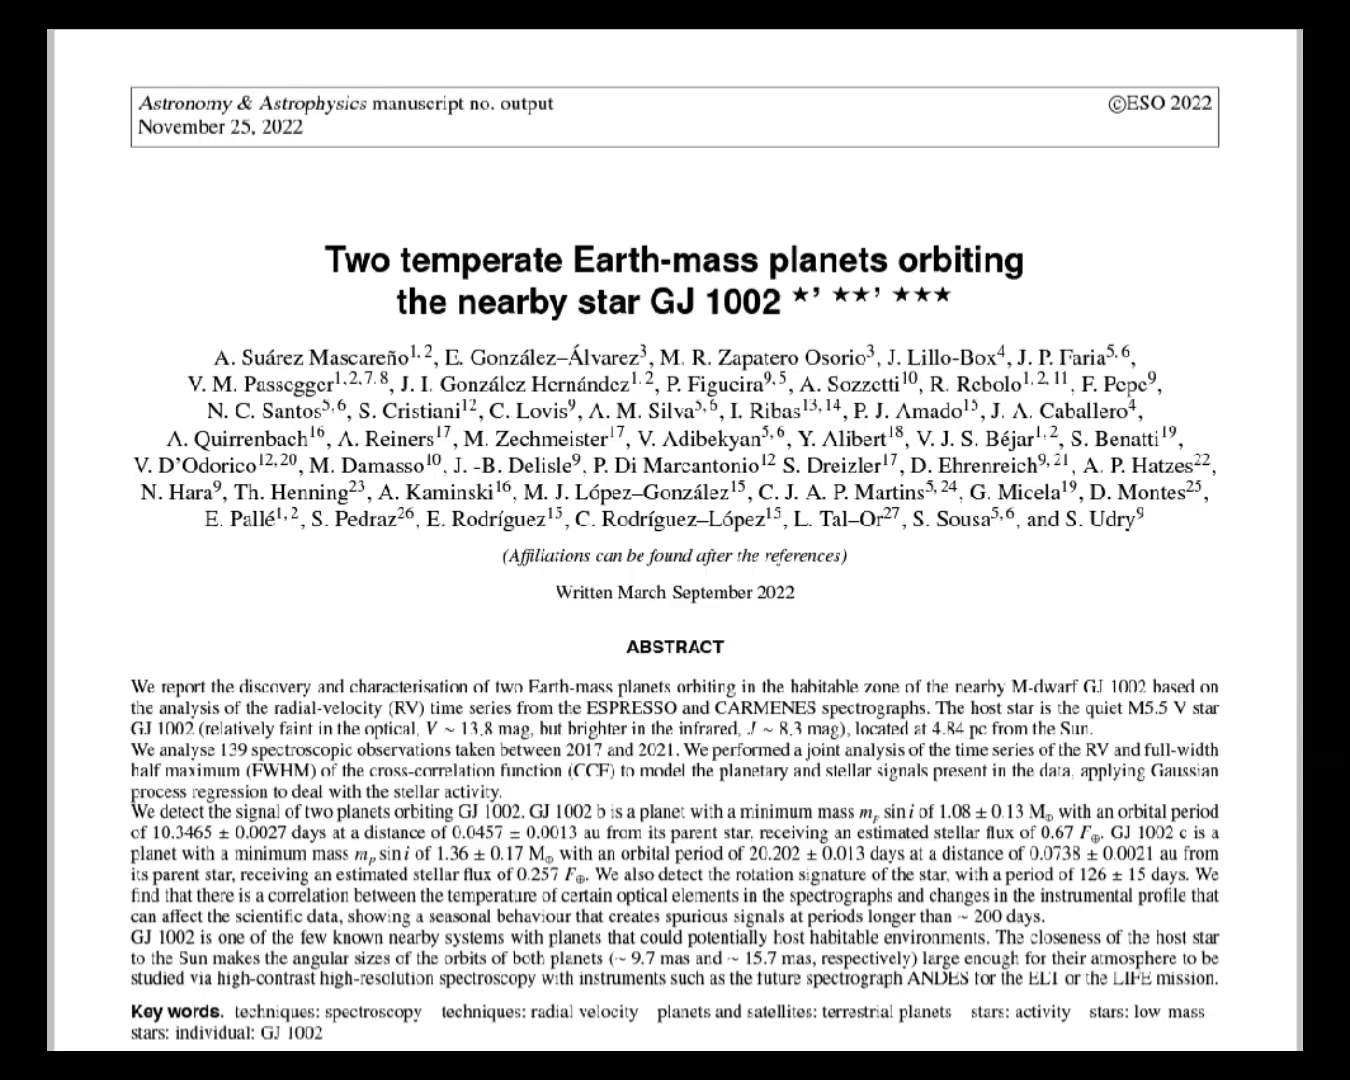 Astronomy & Astrophysics manuscript no. output ©ESO 2022
November 25, 2022
Two temperate Earth-mass planets orbiting
the nearby star GJ 1002 ★, ★★, ★★★
A. Suárez Mascareño1,2, E. González–Álvarez3, M. R. Zapatero Osorio3, J. Lillo-Box4, J. P. Faria5,6,
V. M. Passegger1,2,7,8, J. I. González Hernández1,2, P. Figueira9,5, A. Sozzetti10, R. Rebolo1,2,11, F. Pepe9,
N. C. Santos5,6, S. Cristiani12, C. Lovis9, A. M. Silva5,6, I. Ribas13,14, P. J. Amado15, J. A. Caballero4,
A. Quirrenbach16, A. Reiners17, M. Zechmeister17, V. Adibekyan5,6, Y. Alibert18, V. J. S. Béjar1,2, S. Benatti19,
V. D'Odorico12,20, M. Damasso10, J. -B. Delisle9, P. Di Marcantonio12 S. Dreizler17, D. Ehrenreich9,21, A. P. Hatzes22,
N. Hara9, Th. Henning23, A. Kaminski16, M. J. López–González15, C. J. A. P. Martins5,24, G. Micela19, D. Montes25,
E. Pallé1,2, S. Pedraz26, E. Rodríguez15, C. Rodríguez–López15, L. Tal–Or27, S. Sousa5,6, and S. Udry9
(Affiliations can be found after the references)
Written March September 2022
ABSTRACT
We report the discovery and characterisation of two Earth-mass planets orbiting in the habitable zone of the nearby M-dwarf GJ 1002 based on
the analysis of the radial-velocity (RV) time series from the ESPRESSO and CARMENES spectrographs. The host star is the quiet M5.5 V star
GJ 1002 (relatively faint in the optical, V ~ 13.8 mag, but brighter in the infrared, J ~ 8.3 mag), located at 4.84 pc from the Sun.
We analyse 139 spectroscopic observations taken between 2017 and 2021. We performed a joint analysis of the time series of the RV and full-width
half maximum (FWHM) of the cross-correlation function (CCF) to model the planetary and stellar signals present in the data, applying Gaussian
process regression to deal with the stellar activity.
We detect the signal of two planets orbiting GJ 1002. GJ 1002 b is a planet with a minimum mass mp sin i of 1.08 ± 0.13 M⊕ with an orbital period
of 10.3465 ± 0.0027 days at a distance of 0.0457 ± 0.0013 au from its parent star, receiving an estimated stellar flux of 0.67 F⊕. GJ 1002 c is a
planet with a minimum mass mp sin i of 1.36 ± 0.17 M⊕ with an orbital period of 20.202 ± 0.013 days at a distance of 0.0738 ± 0.0021 au from
its parent star, receiving an estimated stellar flux of 0.257 F⊕. We also detect the rotation signature of the star, with a period of 126 ± 15 days. We
find that there is a correlation between the temperature of certain optical elements in the spectrographs and changes in the instrumental profile that
can affect the scientific data, showing a seasonal behaviour that creates spurious signals at periods longer than ~ 200 days.
GJ 1002 is one of the few known nearby systems with planets that could potentially host habitable environments. The closeness of the host star
to the Sun makes the angular sizes of the orbits of both planets (~ 9.7 mas and ~ 15.7 mas, respectively) large enough for their atmosphere to be
studied via high-contrast high-resolution spectroscopy with instruments such as the future spectrograph ANDES for the ELT or the LIFE mission.
Key words. techniques: spectroscopy techniques: radial velocity planets and satellites: terrestrial planets stars: activity stars: low mass
stars: individual: GJ 1002